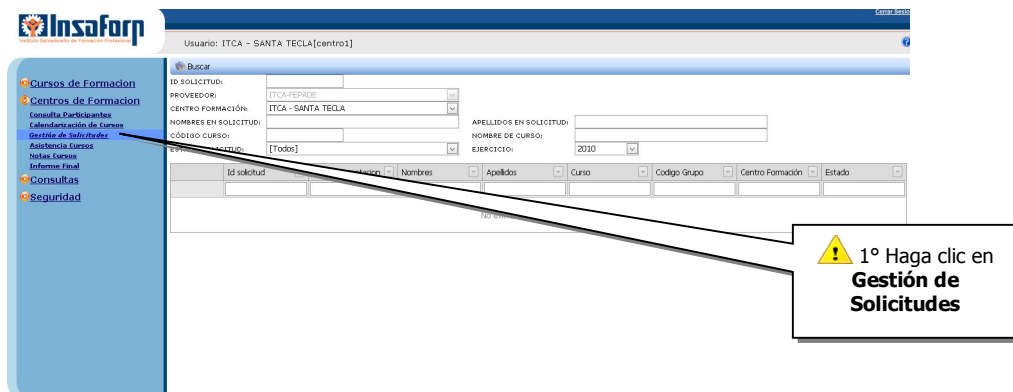 Cerrar Sesio
Insaforp
Instituto Salvadoreño de Formación Profesional
Usuario: ITCA - SANTA TECLA[centro1]
Buscar
Cursos de Formacion
Centros de Formacion
Consulta Participantes
Calendarización de Cursos
Gestión de Solicitudes
Asistencia Cursos
Notas Cursos
Informe Final
Consultas
Seguridad
ID SOLICITUD:
PROVEEDOR: ITCA-FEPADE
CENTRO FORMACIÓN: ITCA - SANTA TECLA
NOMBRES EN SOLICITUD: APELLIDOS EN SOLICITUD:
CÓDIGO CURSO: NOMBRE DE CURSO:
[Todos] EJERCICIO: 2010
Id solicitud Nombres Apellidos Curso Codigo Grupo Centro Formación Estado
1º Haga clic en
Gestión de
Solicitudes